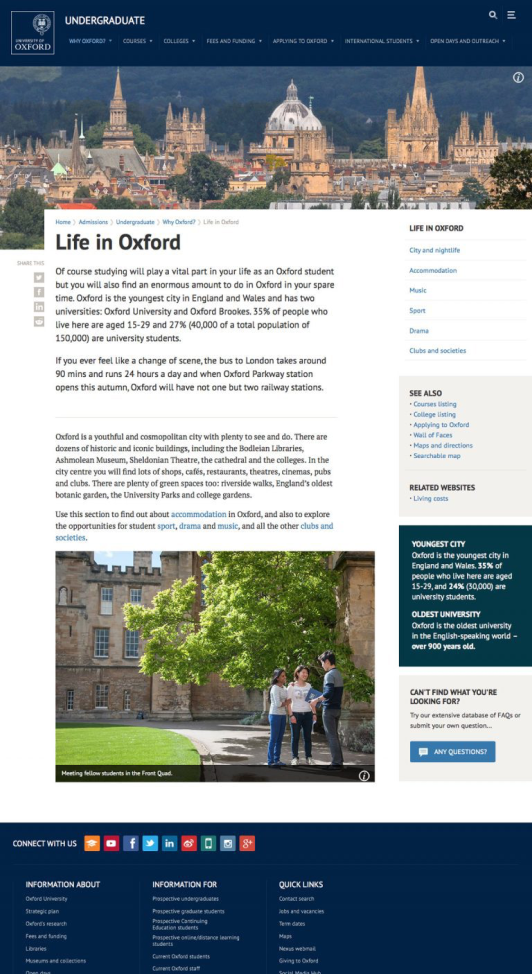 UNIVERSITY OF
OXFORD
UNDERGRADUATE
WHY OXFORD?
COURSES
COLLEGES
FEES AND FUNDING
APPLYING TO OXFORD
INTERNATIONAL STUDENTS
OPEN DAYS AND OUTREACH
Home
Admissions
Undergraduate
Why Oxford?
Life in Oxford
Life in Oxford
SHARE THIS
Of course studying will play a vital part in your life as an Oxford student
but you will also find an enormous amount to do in Oxford in your spare
time. Oxford is the youngest city in England and Wales and has two
universities: Oxford University and Oxford Brookes. 35% of people who
live here are aged 15-29 and 27% (40,000 of a total population of
150,000) are university students.
If you ever feel like a change of scene, the bus to London takes around
90 mins and runs 24 hours a day and when Oxford Parkway station
opens this autumn, Oxford will have not one but two railway stations.
Oxford is a youthful and cosmopolitan city with plenty to see and do. There are
dozens of historic and iconic buildings, including the Bodleian Libraries,
Ashmolean Museum, Sheldonian Theatre, the cathedral and the colleges. In the
city centre you will find lots of shops, cafés, restaurants, theatres, cinemas, pubs
and clubs. There are plenty of green spaces too: riverside walks, England's oldest
botanic garden, the University Parks and college gardens.
Use this section to find out about accommodation in Oxford, and also to explore
the opportunities for student sport, drama and music, and all the other clubs and
societies.
Meeting fellow students in the Front Quad.
LIFE IN OXFORD
City and nightlife
Accommodation
Music
Sport
Drama
Clubs and societies
SEE ALSO
• Courses listing
• College listing
• Applying to Oxford
• Wall of Faces
• Maps and directions
• Searchable map
RELATED WEBSITES
• Living costs
YOUNGEST CITY
Oxford is the youngest city in
England and Wales. 35% of
people who live here are aged
15-29, and 24% (30,000) are
university students.
OLDEST UNIVERSITY
Oxford is the oldest university
in the English-speaking world –
over 900 years old.
CAN'T FIND WHAT YOU'RE
LOOKING FOR?
Try our extensive database of FAQs or
submit your own question...
ANY QUESTIONS?
CONNECT WITH US
INFORMATION ABOUT
Oxford University
Strategic plan
Oxford's research
Fees and funding
Libraries
Museums and collections
Open days
INFORMATION FOR
Prospective undergraduates
Prospective graduate students
Prospective Continuing
Education students
Prospective online/distance learning
students
Current Oxford students
Current Oxford staff
QUICK LINKS
Contact search
Jobs and vacancies
Term dates
Maps
Nexus webmail
Giving to Oxford
Social Media Hub